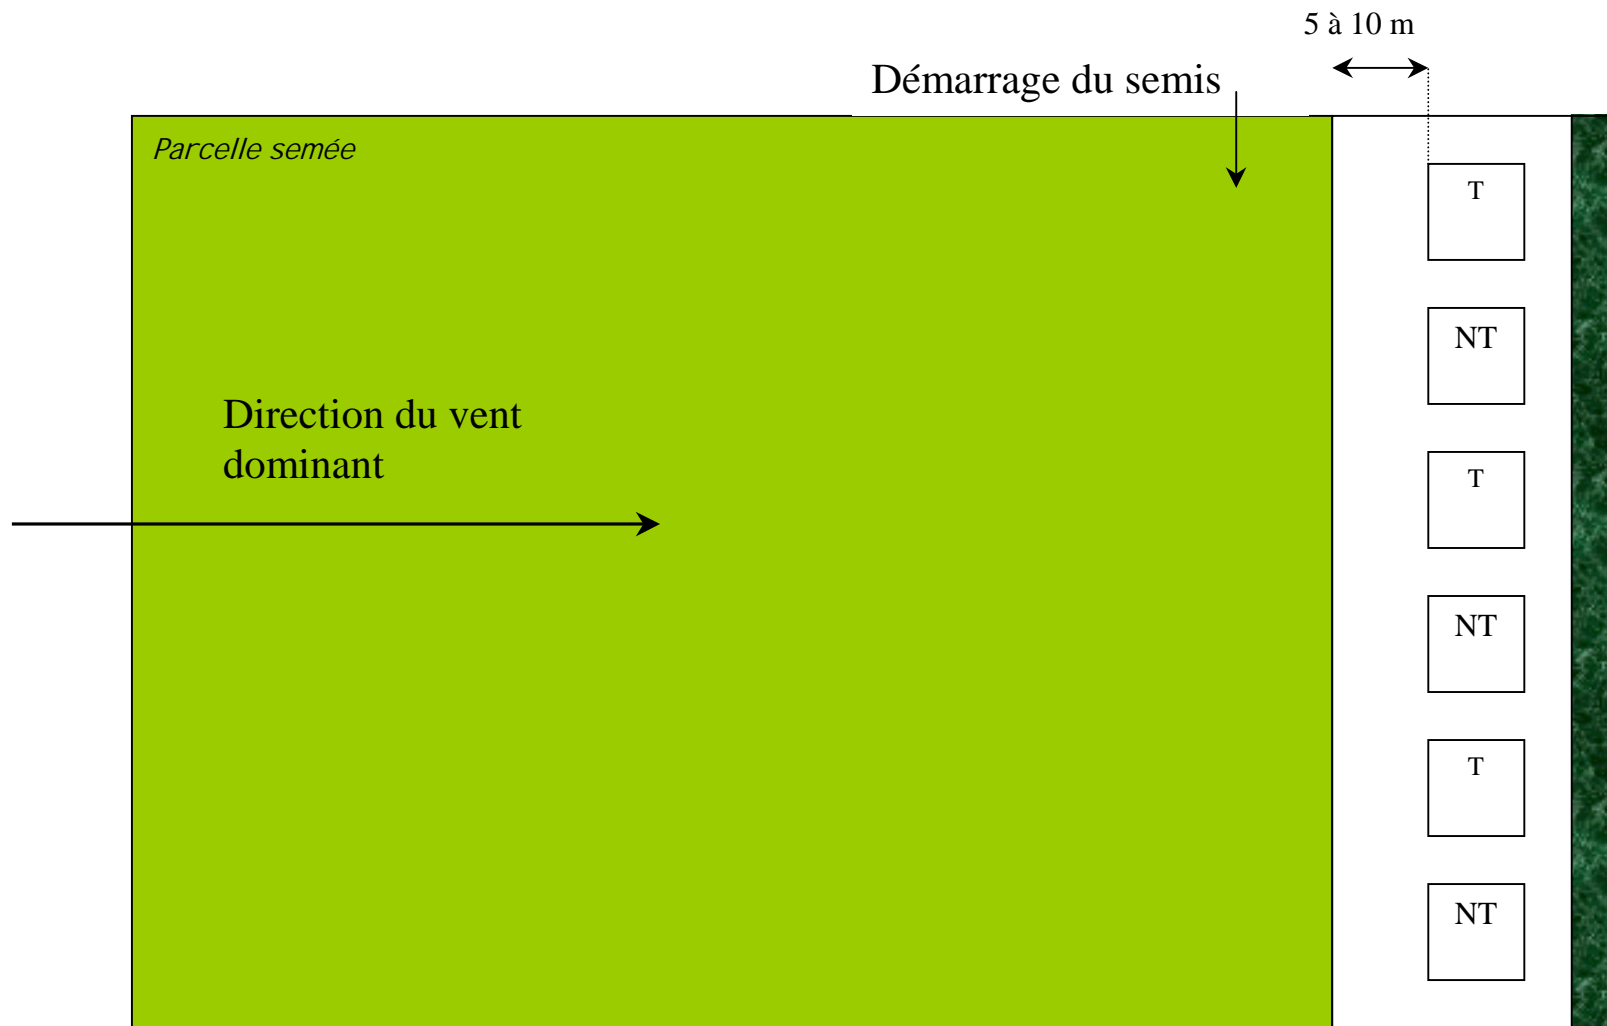 5 à 10 m
Démarrage du semis
Parcelle semée
T
NT
Direction du vent
dominant
T
NT
T
NT